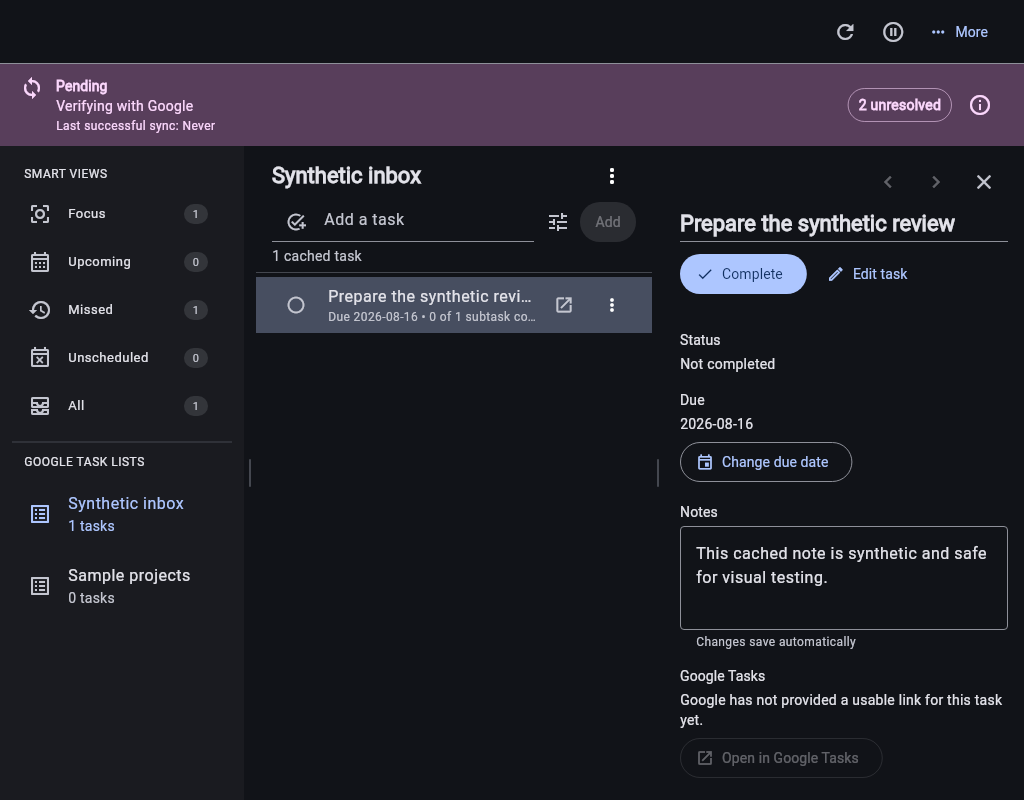 More
Pending
Verifying with Google
Last successful sync: Never
2 unresolved
SMART VIEWS
Focus
1
Upcoming
0
Missed
1
Unscheduled
0
All
1
GOOGLE TASK LISTS
Synthetic inbox
1 tasks
Sample projects
0 tasks
Synthetic inbox
Add a task
Add
1 cached task
Prepare the synthetic revi...
Due 2026-08-16 • 0 of 1 subtask co...
Prepare the synthetic review
Complete
Edit task
Status
Not completed
Due
2026-08-16
Change due date
Notes
This cached note is synthetic and safe
for visual testing.
Changes save automatically
Google Tasks
Google has not provided a usable link for this task
yet.
Open in Google Tasks